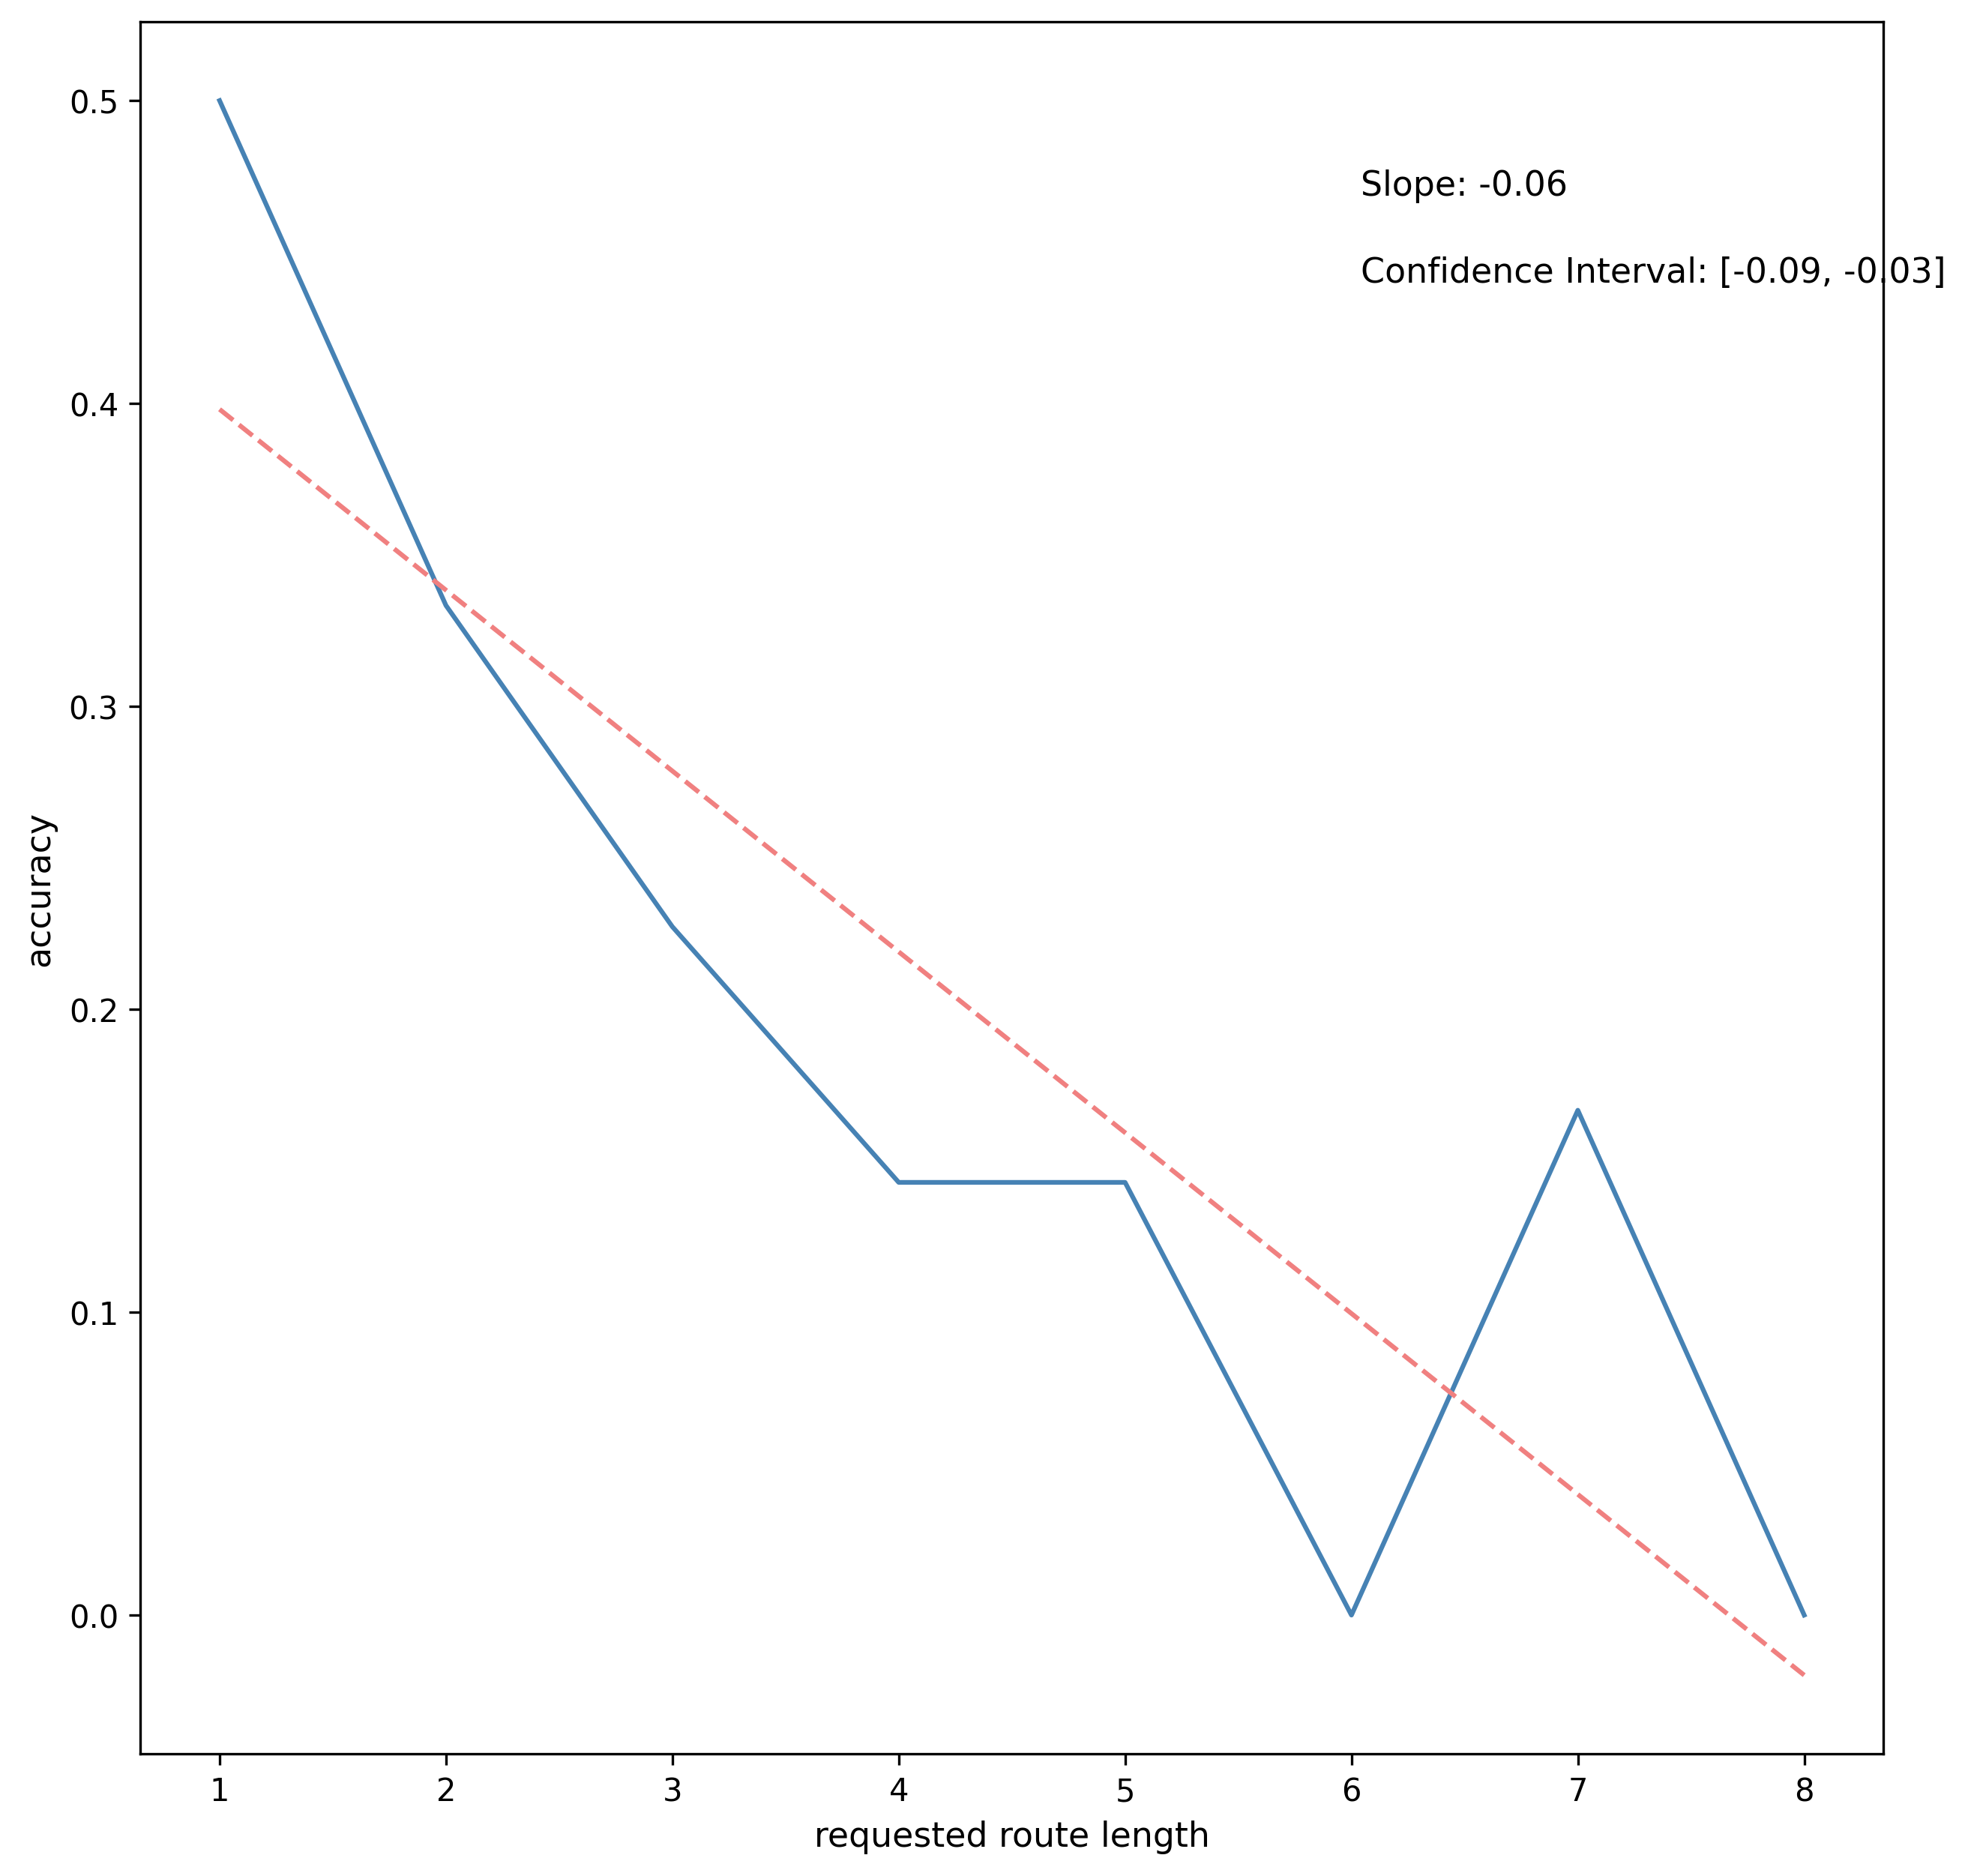 0.5
Slope: -0.06
Confidence Interval: [-0.09, -0.03]
0.4
0.3
accuracy
0.2
0.1
0.0
1 2 3 4 5 6 7 8
requested route length